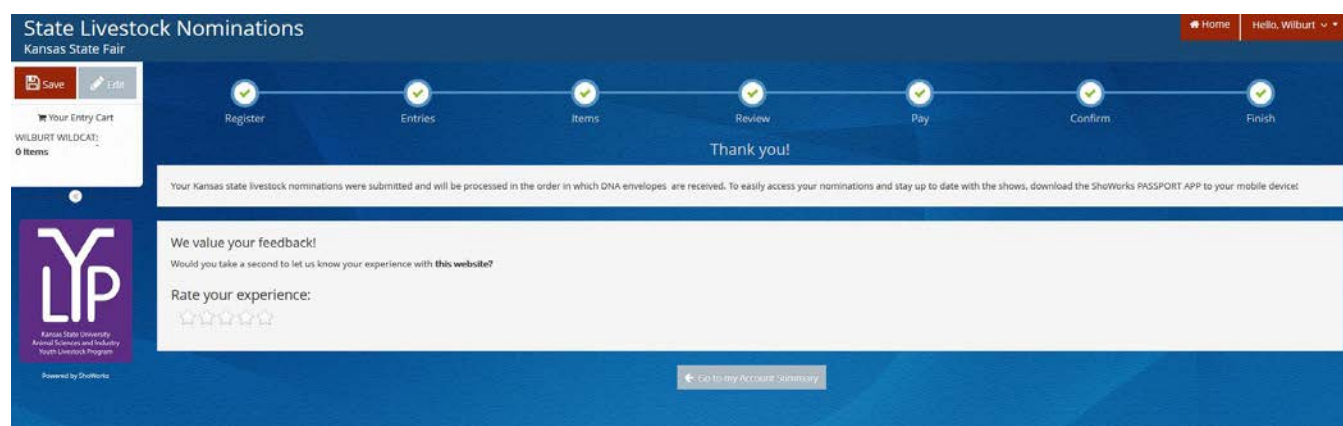 State Livestock Nominations
Kansas State Fair
Home
Hello, Wilburt
Save
Edit
Your Entry Cart
WILBURT WILDCAT:
0 Items
Register
Entries
Items
Review
Pay
Confirm
Finish
Thank you!
Your Kansas state livestock nominations were submitted and will be processed in the order in which DNA envelopes are received. To easily access your nominations and stay up to date with the shows, download the ShoWorks PASSPORT APP to your mobile device!
We value your feedback!
Would you take a second to let us know your experience with this website?
Rate your experience:
YLP
Kansas State University
Animal Sciences and Industry
Youth Livestock Program
Powered by ShoWorks
Go to my Account Summary